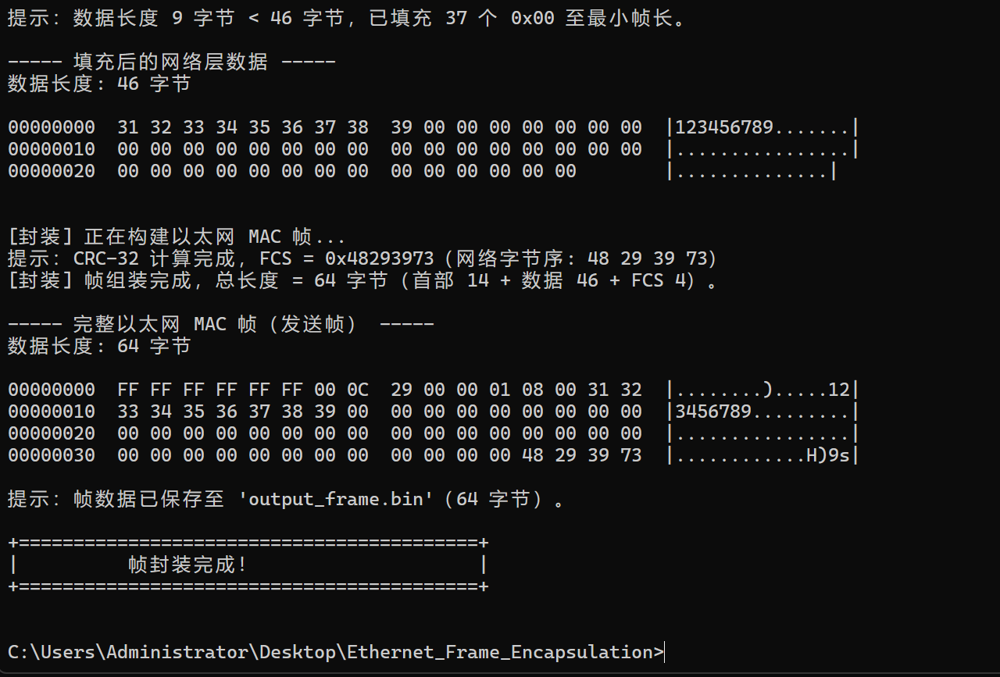 提示: 数据长度 9 字节 < 46 字节, 已填充 37 个 0x00 至最小帧长。
----- 填充后的网络层数据 -----
数据长度: 46 字节
00000000  31 32 33 34 35 36 37 38  39 00 00 00 00 00 00 00  |123456789.......|
00000010  00 00 00 00 00 00 00 00  00 00 00 00 00 00 00 00  |................|
00000020  00 00 00 00 00 00 00 00  00 00 00 00 00 00        |..............|
[封装] 正在构建以太网 MAC 帧...
提示: CRC-32 计算完成, FCS = 0x48293973 (网络字节序: 48 29 39 73)
[封装] 帧组装完成, 总长度 = 64 字节 (首部 14 + 数据 46 + FCS 4) 。
----- 完整以太网 MAC 帧 (发送帧) -----
数据长度: 64 字节
00000000  FF FF FF FF FF FF 00 0C  29 00 00 01 08 00 31 32  |........).....12|
00000010  33 34 35 36 37 38 39 00  00 00 00 00 00 00 00 00  |3456789.........|
00000020  00 00 00 00 00 00 00 00  00 00 00 00 00 00 00 00  |................|
00000030  00 00 00 00 00 00 00 00  00 00 00 00 48 29 39 73  |............H)9s|
提示: 帧数据已保存至 'output_frame.bin' (64 字节) 。
+==========================================+
|          帧封装完成!                     |
+==========================================+
C:\Users\Administrator\Desktop\Ethernet_Frame_Encapsulation>